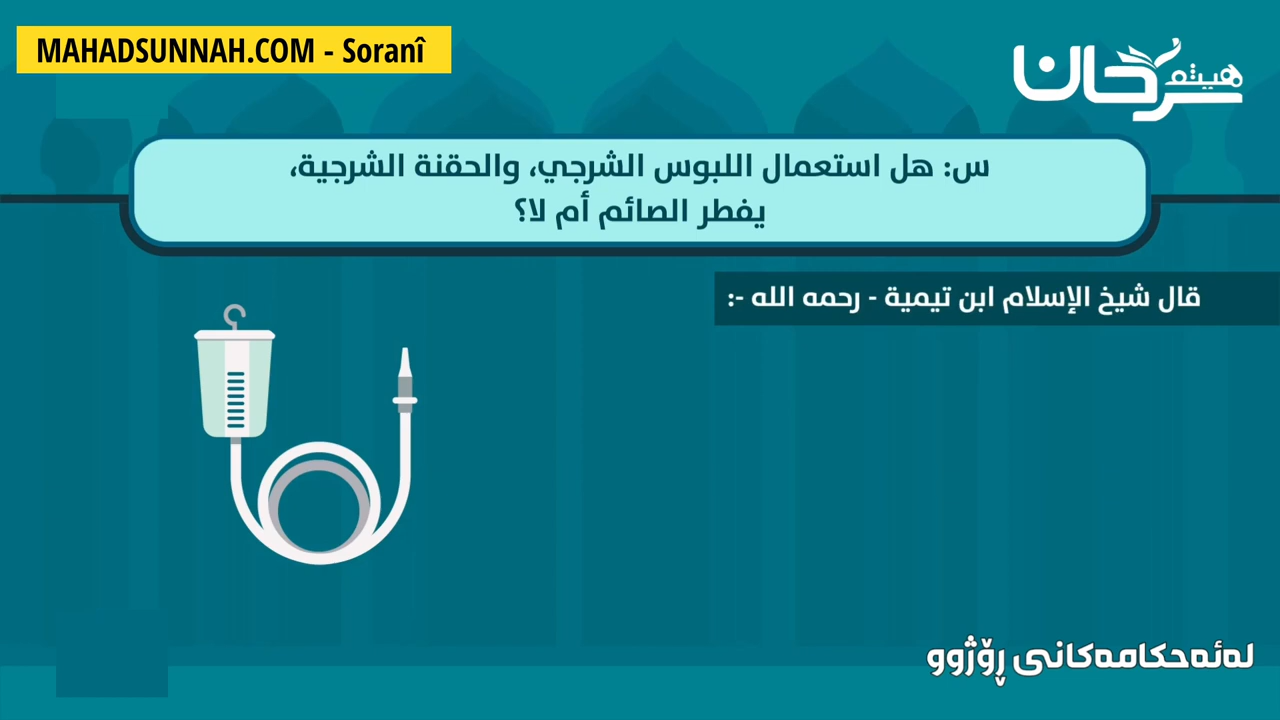 MAHADSUNNAH.COM - Soranî
هيتم
سرحان
س: هل استعمال اللبوس الشرجي، والحقنة الشرجية،
يفطر الصائم أم لا؟
قال شيخ الإسلام ابن تيمية - رحمه الله -:
لەئەحکامەکانی ڕۆژوو